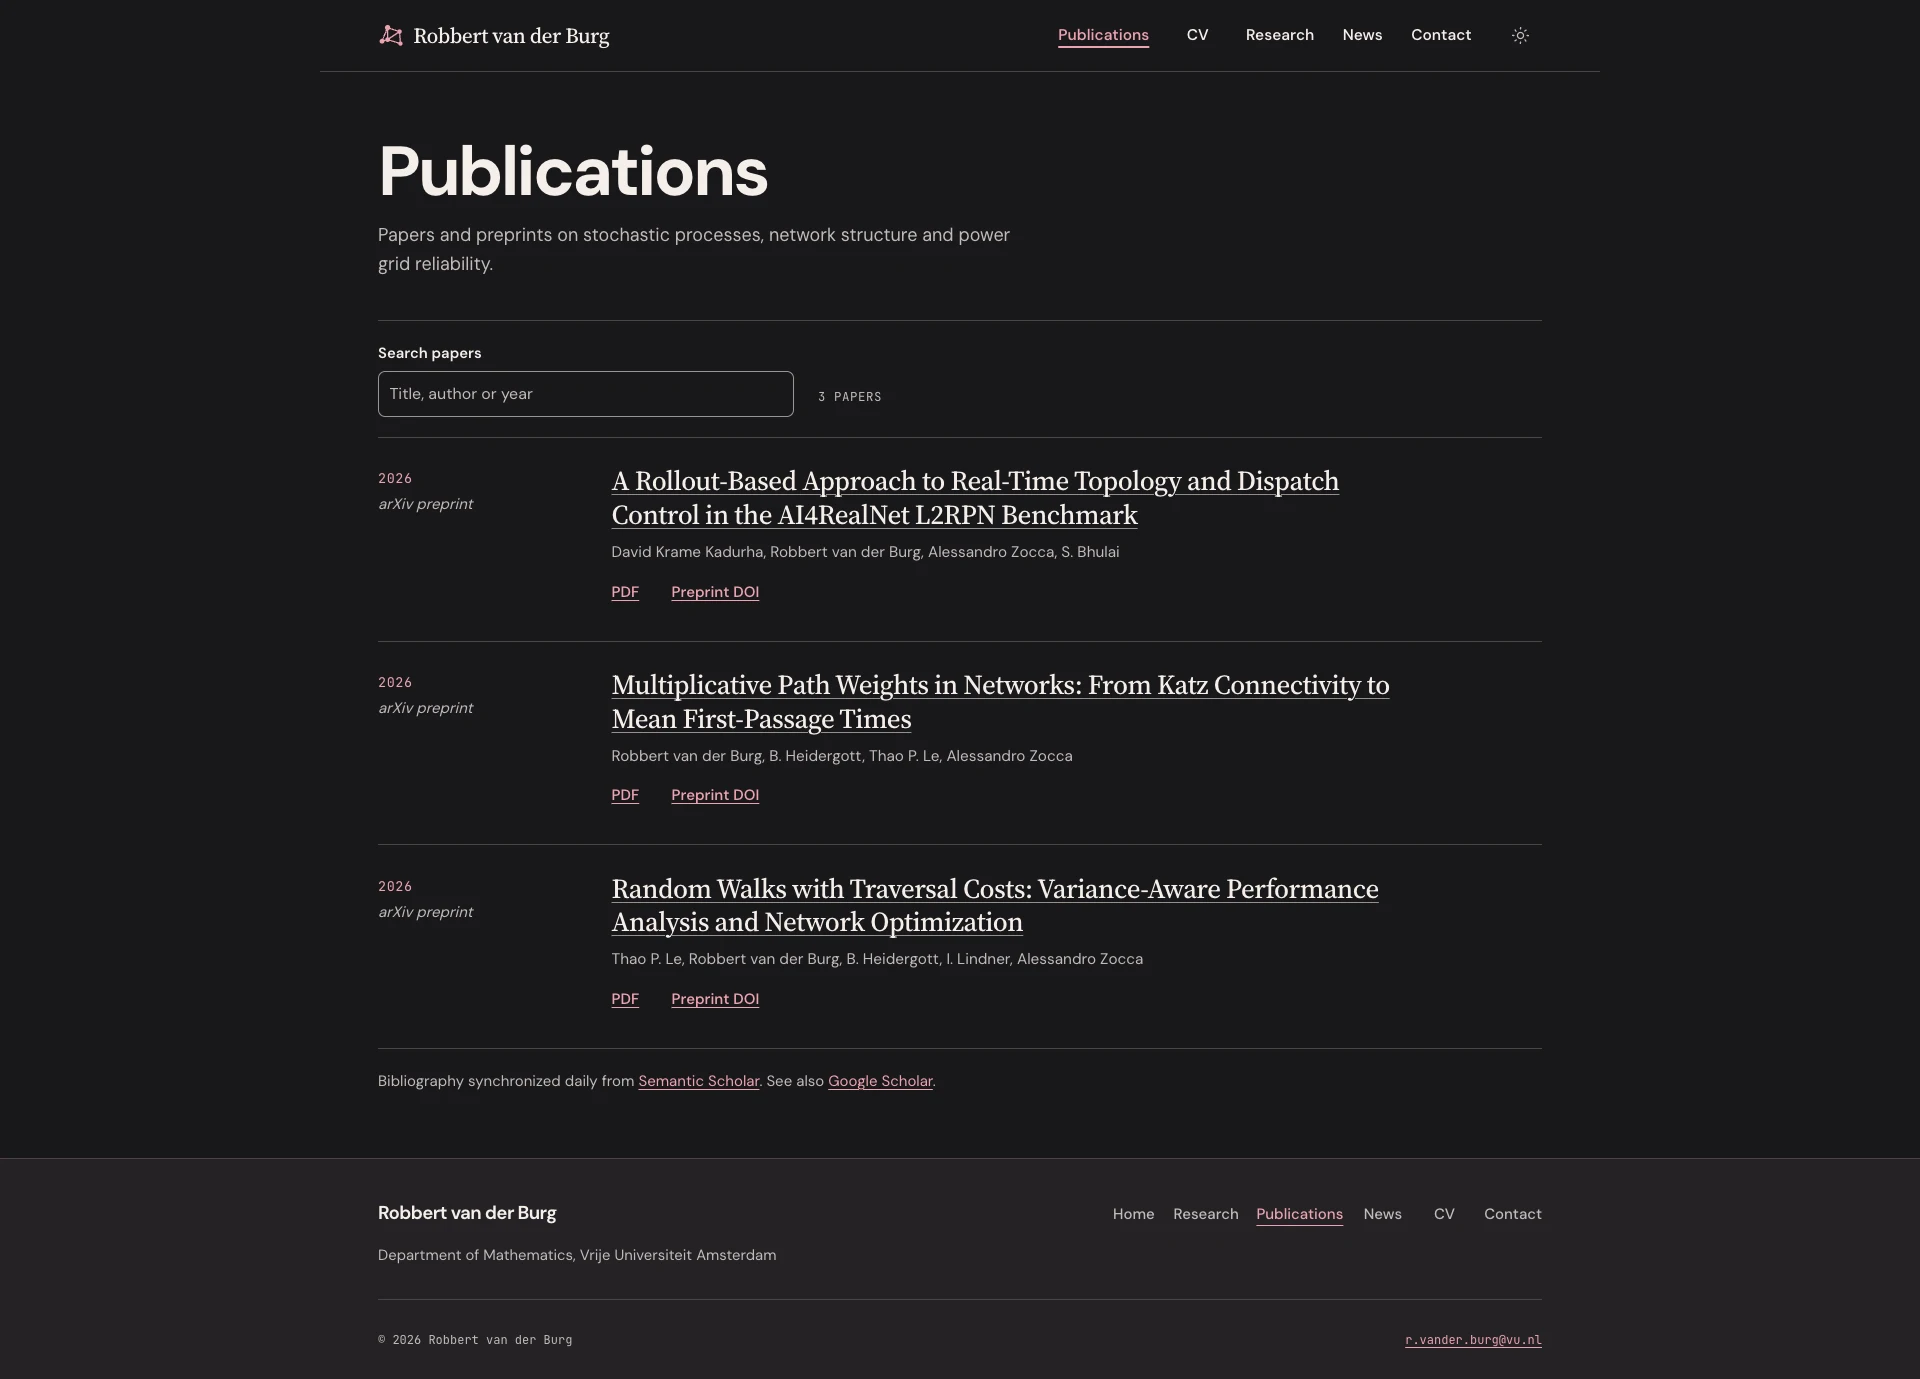 Robbert van der Burg
Publications CV Research News Contact
Publications
Papers and preprints on stochastic processes, network structure and power
grid reliability.
Search papers
Title, author or year
3 PAPERS
2026
arXiv preprint
A Rollout-Based Approach to Real-Time Topology and Dispatch
Control in the AI4RealNet L2RPN Benchmark
David Krame Kadurha, Robbert van der Burg, Alessandro Zocca, S. Bhulai
PDF Preprint DOI
2026
arXiv preprint
Multiplicative Path Weights in Networks: From Katz Connectivity to
Mean First-Passage Times
Robbert van der Burg, B. Heidergott, Thao P. Le, Alessandro Zocca
PDF Preprint DOI
2026
arXiv preprint
Random Walks with Traversal Costs: Variance-Aware Performance
Analysis and Network Optimization
Thao P. Le, Robbert van der Burg, B. Heidergott, I. Lindner, Alessandro Zocca
PDF Preprint DOI
Bibliography synchronized daily from Semantic Scholar. See also Google Scholar.
Robbert van der Burg
Home Research Publications News CV Contact
Department of Mathematics, Vrije Universiteit Amsterdam
© 2026 Robbert van der Burg
r.vander.burg@vu.nl